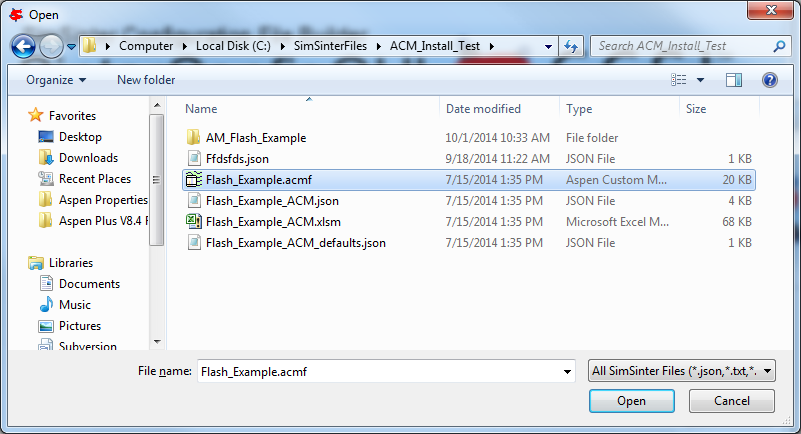 Open
Computer ▸ Local Disk (C:) ▸ SimSinterFiles ▸ ACM_Install_Test ▸
Search ACM_Install_Test
Organize
New folder
Favorites
Desktop
Downloads
Recent Places
Aspen Properties
Aspen Plus V8.4
Libraries
Documents
Music
Pictures
Subversion
Name Date modified Type Size
AM_Flash_Example 10/1/2014 10:33 AM File folder
Ffdsfds.json 9/18/2014 11:22 AM JSON File 1 KB
Flash_Example.acmf 7/15/2014 1:35 PM Aspen Custom M... 20 KB
Flash_Example_ACM.json 7/15/2014 1:35 PM JSON File 4 KB
Flash_Example_ACM.xlsm 7/15/2014 1:35 PM Microsoft Excel M... 68 KB
Flash_Example_ACM_defaults.json 7/15/2014 1:35 PM JSON File 1 KB
File name: Flash_Example.acmf
All SimSinter Files (*.json,*.txt,*.
Open
Cancel